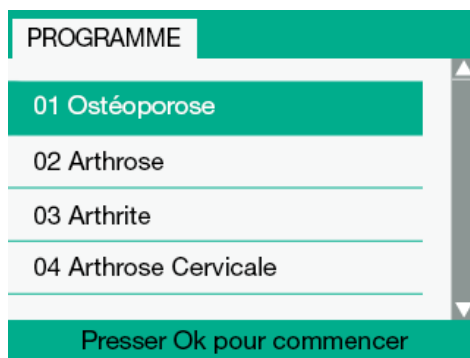 PROGRAMME
01 Ostéoporose
02 Arthrose
03 Arthrite
04 Arthrose Cervicale
Presser Ok pour commencer